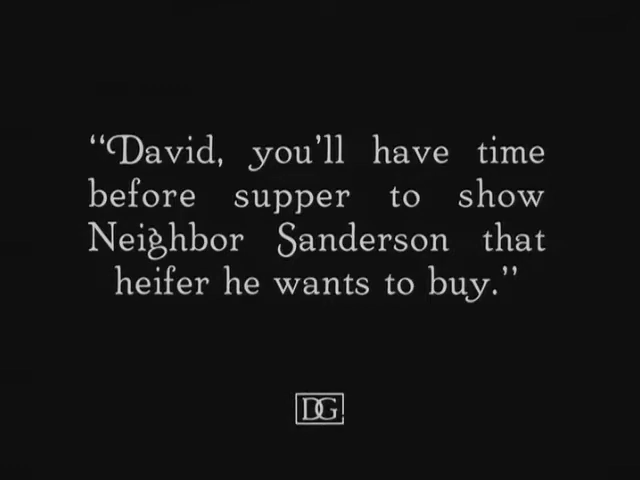 “David, you’ll have time
before supper to show
Neighbor Sanderson that
heifer he wants to buy.”
DG